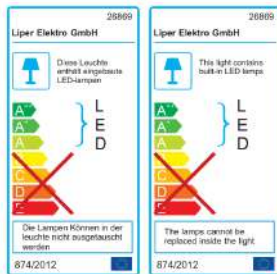 26869
Liper Elektro GmbH
Diese Leuchte
enthält eingebaute
LED-lampen
A++
A+
A
L
E
D
C
D
E
Die Lampen Können in der
leuchte nicht ausgetauscht
werden
874/2012
26869
Liper Elektro GmbH
This light contains
built-in LED lamps
A++
A+
A
L
E
D
C
D
E
The lamps cannot be
replaced inside the light
874/2012